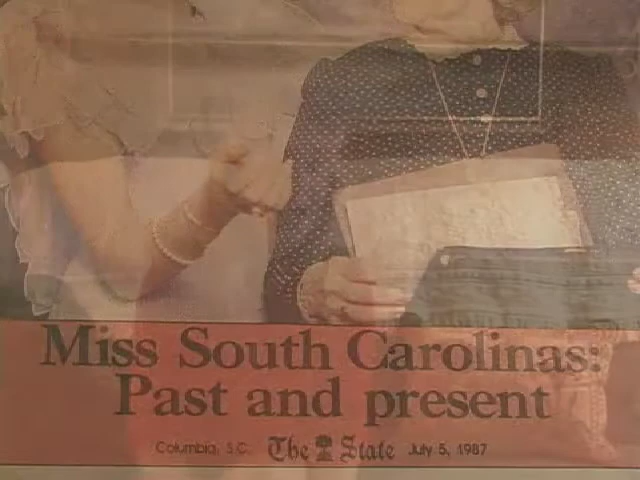 Miss South Carolinas:
Past and present
Columbia, S.C. The State July 5, 1987